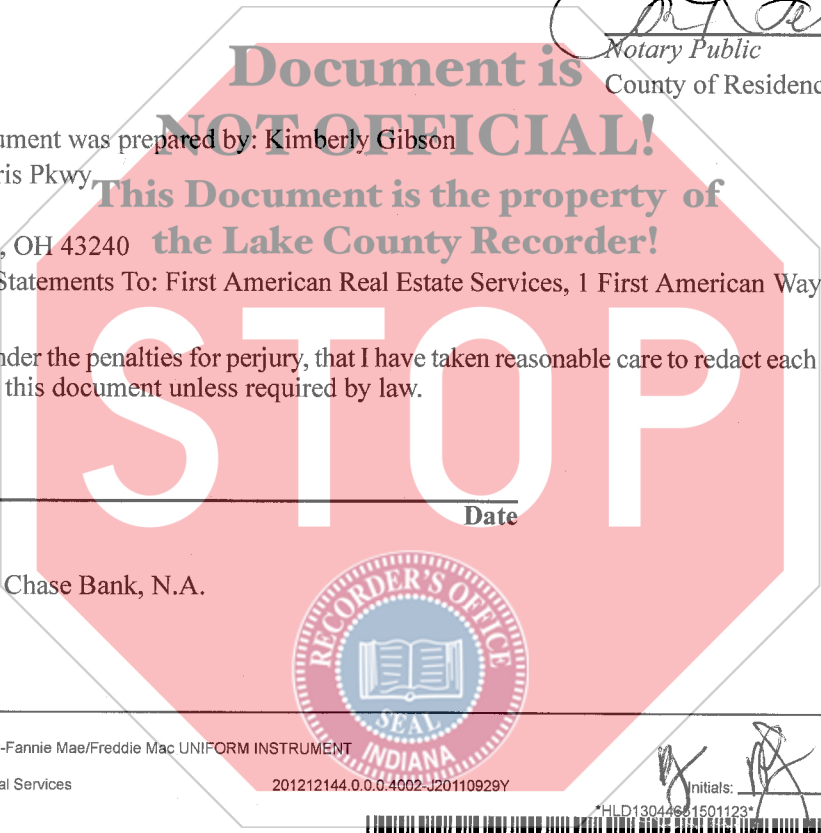 Notary Public
County of Residenc
Document is
NOT OFFICIAL!
This Document is the property of
the Lake County Recorder!
ument was prepared by: Kimberly Gibson
ris Pkwy
, OH 43240
Statements To: First American Real Estate Services, 1 First American Way
STOP
nder the penalties for perjury, that I have taken reasonable care to redact each
this document unless required by law.
Date
Chase Bank, N.A.
RECORDER'S OFFICE
SEAL
INDIANA
-Fannie Mae/Freddie Mac UNIFORM INSTRUMENT
al Services
201212144.0.0.0.4002-J20110929Y
Initials:
*HLD13044651501123*